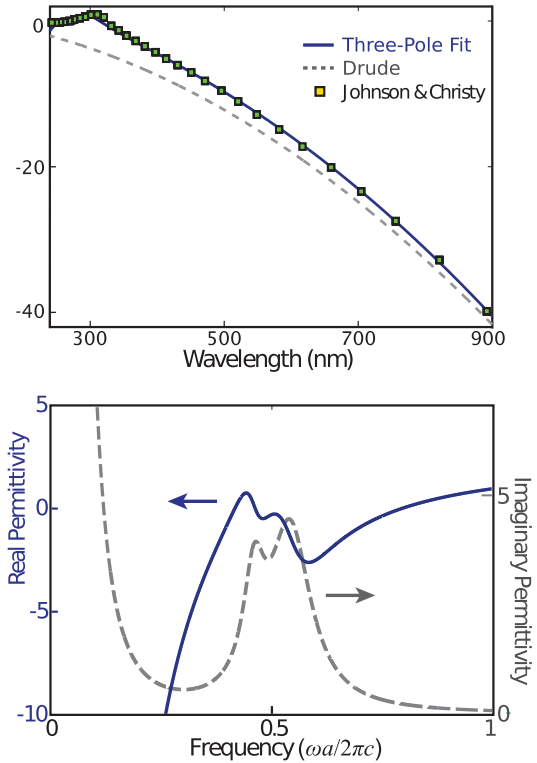 0
-20
-40
Three-Pole Fit
Drude
Johnson & Christy
300 500 700 900
Wavelength (nm)
5
0
-5
-10
Real Permittivity
5
0
Imaginary Permittivity
0 0.5 1
Frequency (ωa/2πc)